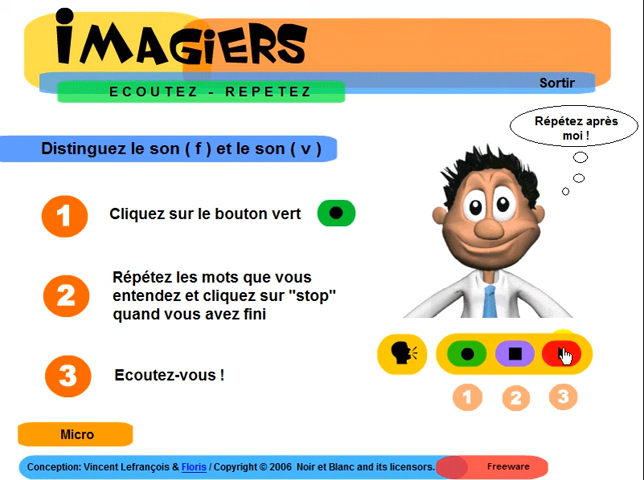 iMAGiERS
ECOUTEZ - REPETEZ
Sortir
Répétez après
moi !
Distinguez le son ( f ) et le son ( v )
1 Cliquez sur le bouton vert
2 Répétez les mots que vous
entendez et cliquez sur "stop"
quand vous avez fini
3 Ecoutez-vous !
1 2 3
Micro
Conception: Vincent Lefrançois & Floris / Copyright © 2006 Noir et Blanc and its licensors. Freeware